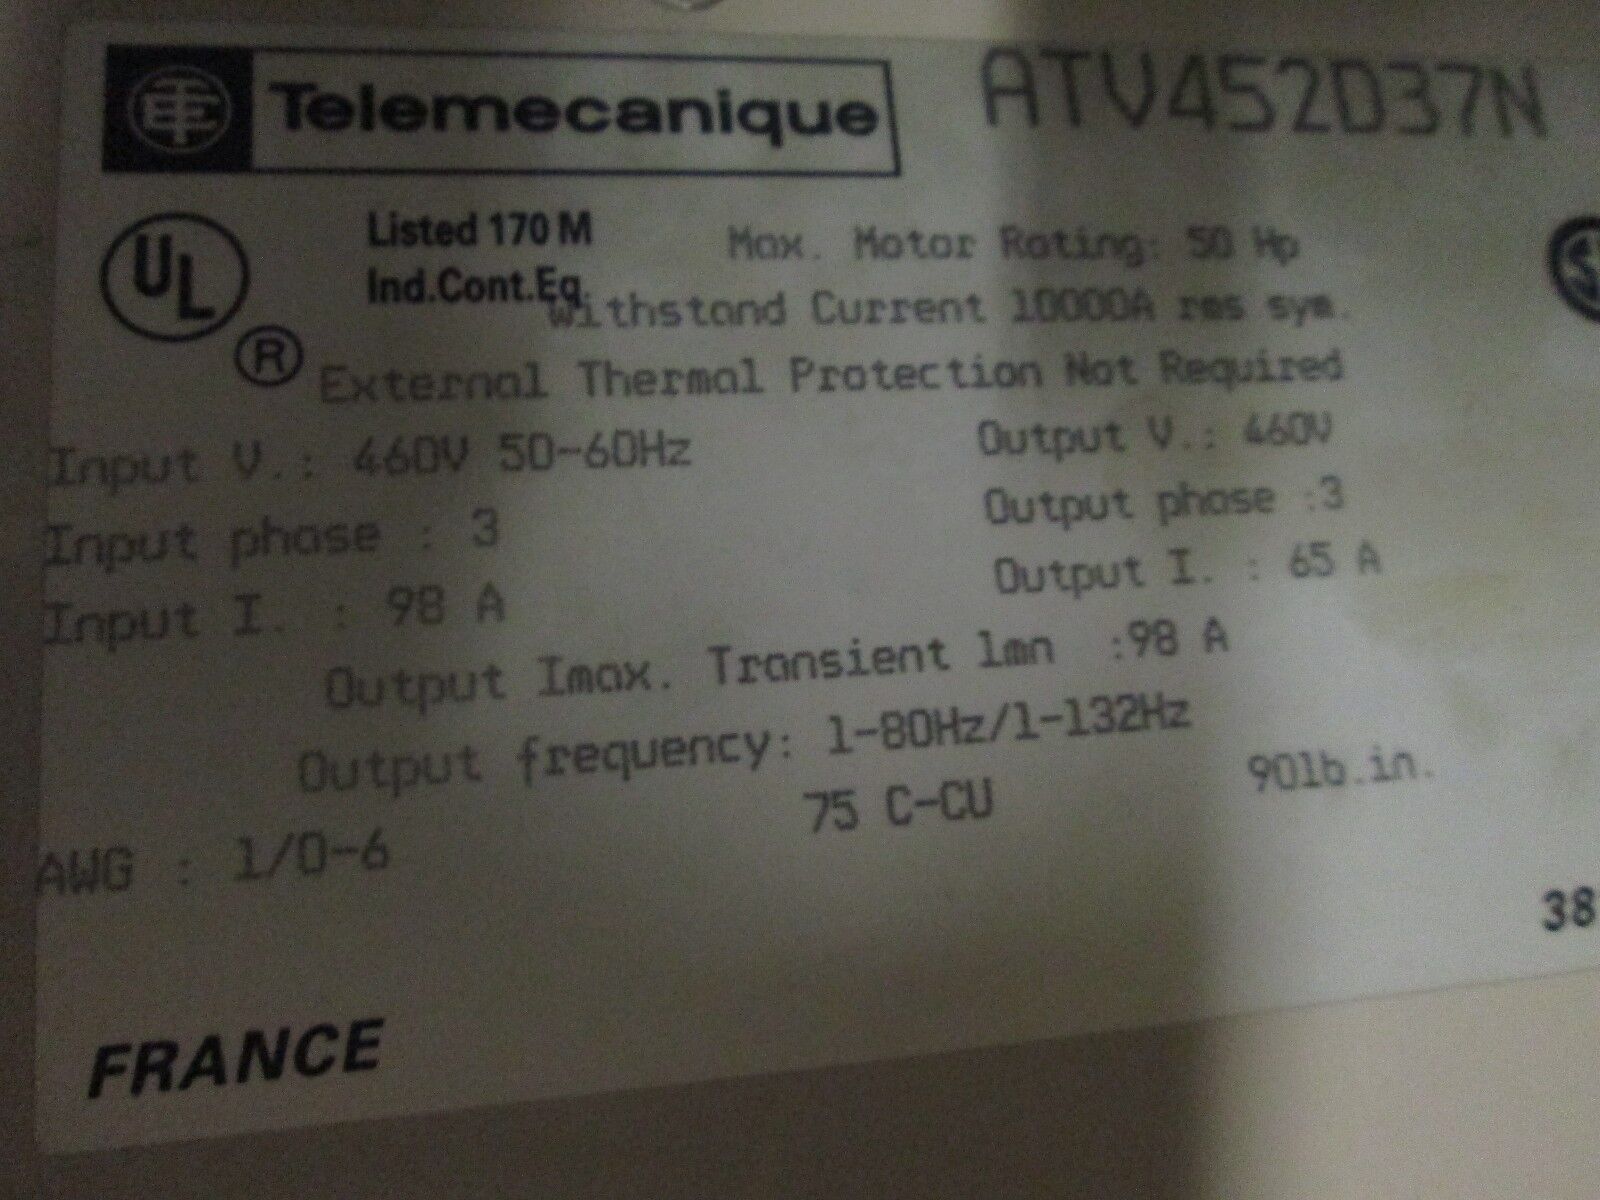 Telemecanique ATV452D37N
UL
Listed 170 M
Ind.Cont.Eq.
Max. Motor Rating: 50 Hp
Withstand Current 10000A rms sym.
®
External Thermal Protection Not Required
Input V.: 460V 50-60Hz
Output V.: 460V
Input phase : 3
Output phase :3
Input I. : 98 A
Output I. : 65 A
Output Imax. Transient 1mn :98 A
Output frequency: 1-80Hz/1-132Hz
AWG : 1/0-6 75 C-CU 90lb.in.
38
FRANCE